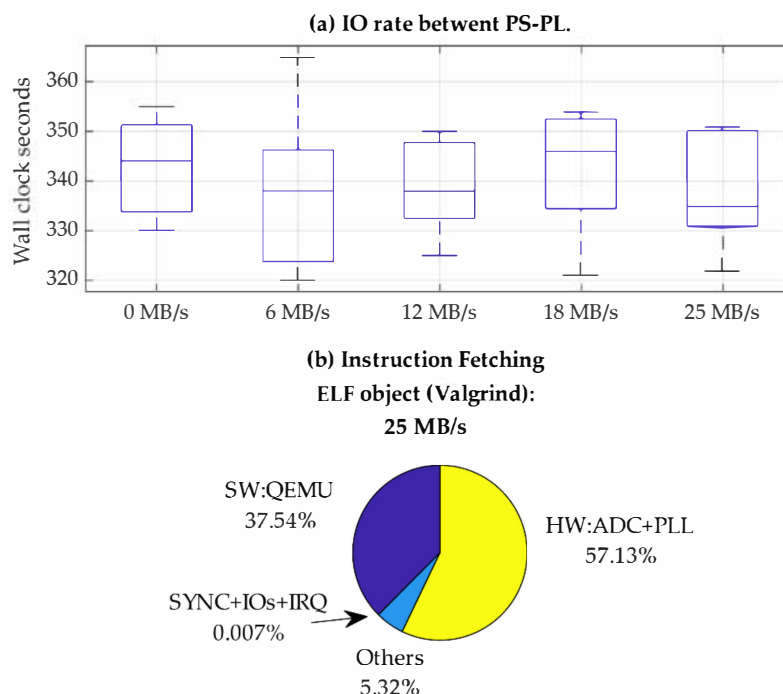 (a) IO rate betwent PS-PL.
Wall clock seconds
360
350
340
330
320
0 MB/s
6 MB/s
12 MB/s
18 MB/s
25 MB/s
(b) Instruction Fetching
ELF object (Valgrind):
25 MB/s
SW:QEMU
37.54%
HW:ADC+PLL
57.13%
SYNC+IOs+IRQ
0.007%
Others
5.32%